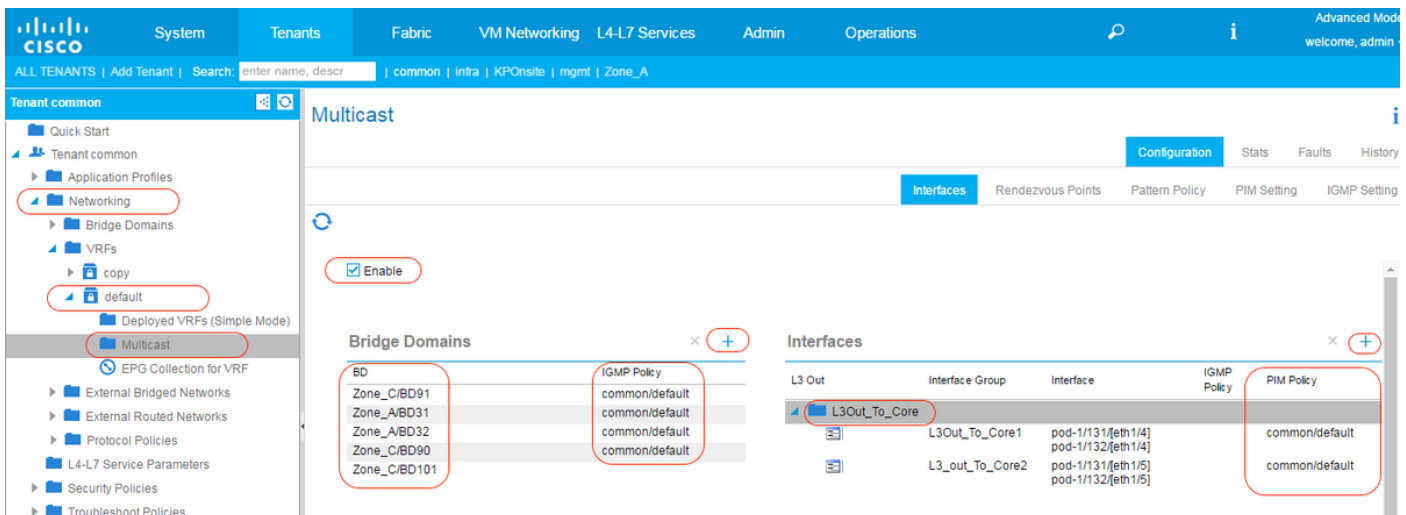 CISCO System Tenants Fabric VM Networking L4-L7 Services Admin Operations i Advanced Mode
welcome, admin
ALL TENANTS | Add Tenant | Search: enter name, descr | common | infra | KPOnsite | mgmt | Zone_A
Tenant common
Quick Start
Tenant common
Application Profiles
Networking
Bridge Domains
VRFs
copy
default
Deployed VRFs (Simple Mode)
Multicast
EPG Collection for VRF
External Bridged Networks
External Routed Networks
Protocol Policies
L4-L7 Service Parameters
Security Policies
Troubleshoot Policies
Multicast i
Configuration Stats Faults History
Interfaces Rendezvous Points Pattern Policy PIM Setting IGMP Setting
Enable
Bridge Domains × +
BD IGMP Policy
Zone_C/BD91 common/default
Zone_A/BD31 common/default
Zone_A/BD32 common/default
Zone_C/BD90 common/default
Zone_C/BD101
Interfaces × +
L3 Out Interface Group Interface IGMP Policy PIM Policy
L3Out_To_Core
L3Out_To_Core1 pod-1/131/[eth1/4] common/default
pod-1/132/[eth1/4]
L3_out_To_Core2 pod-1/131/[eth1/5] common/default
pod-1/132/[eth1/5]